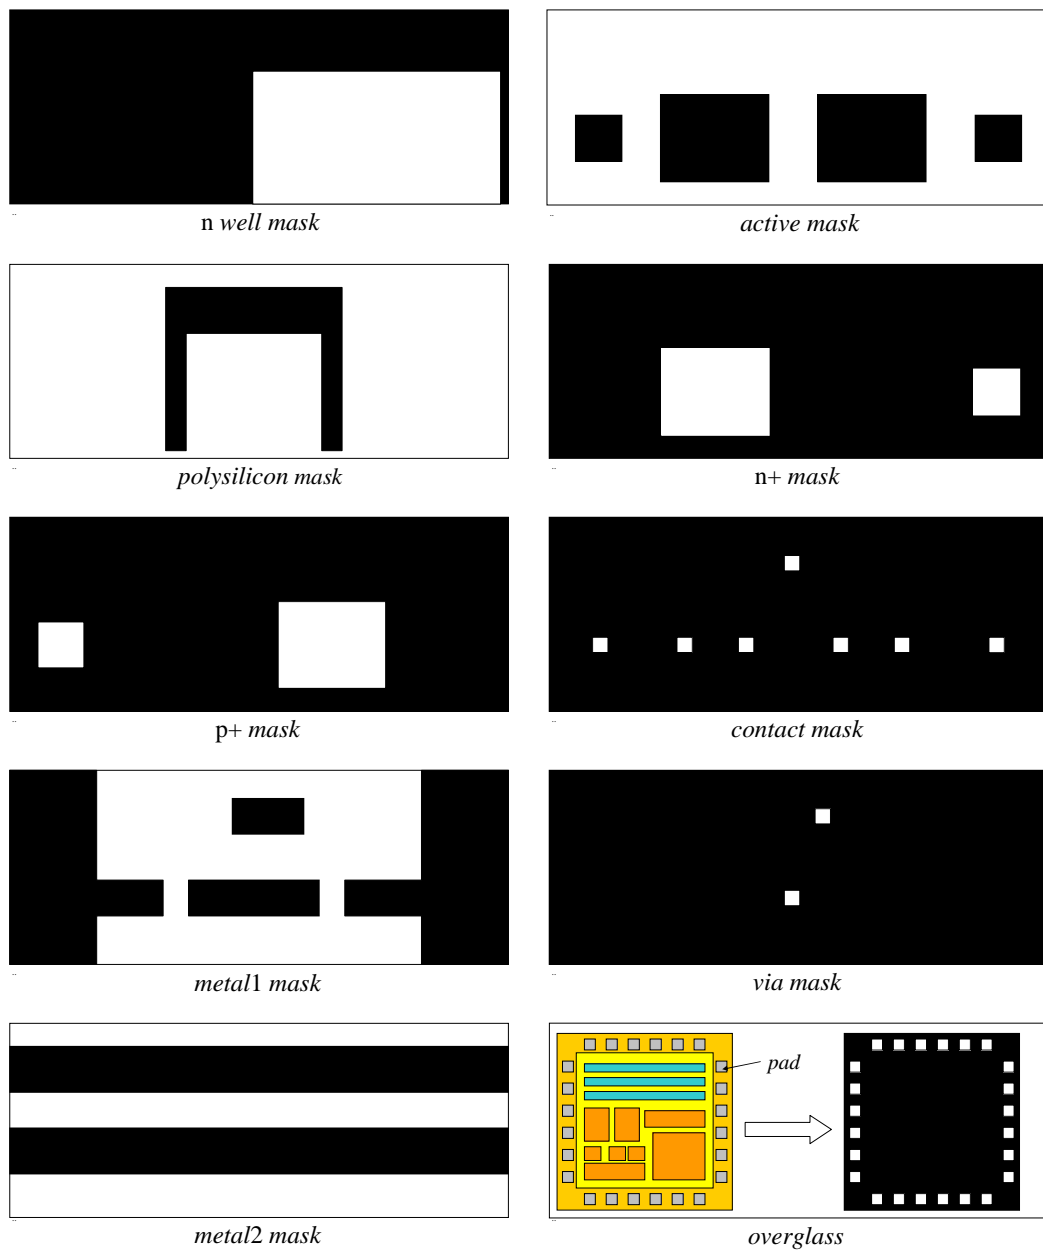 n well mask
active mask
polysilicon mask
n+ mask
p+ mask
contact mask
metal1 mask
via mask
pad
metal2 mask
overglass